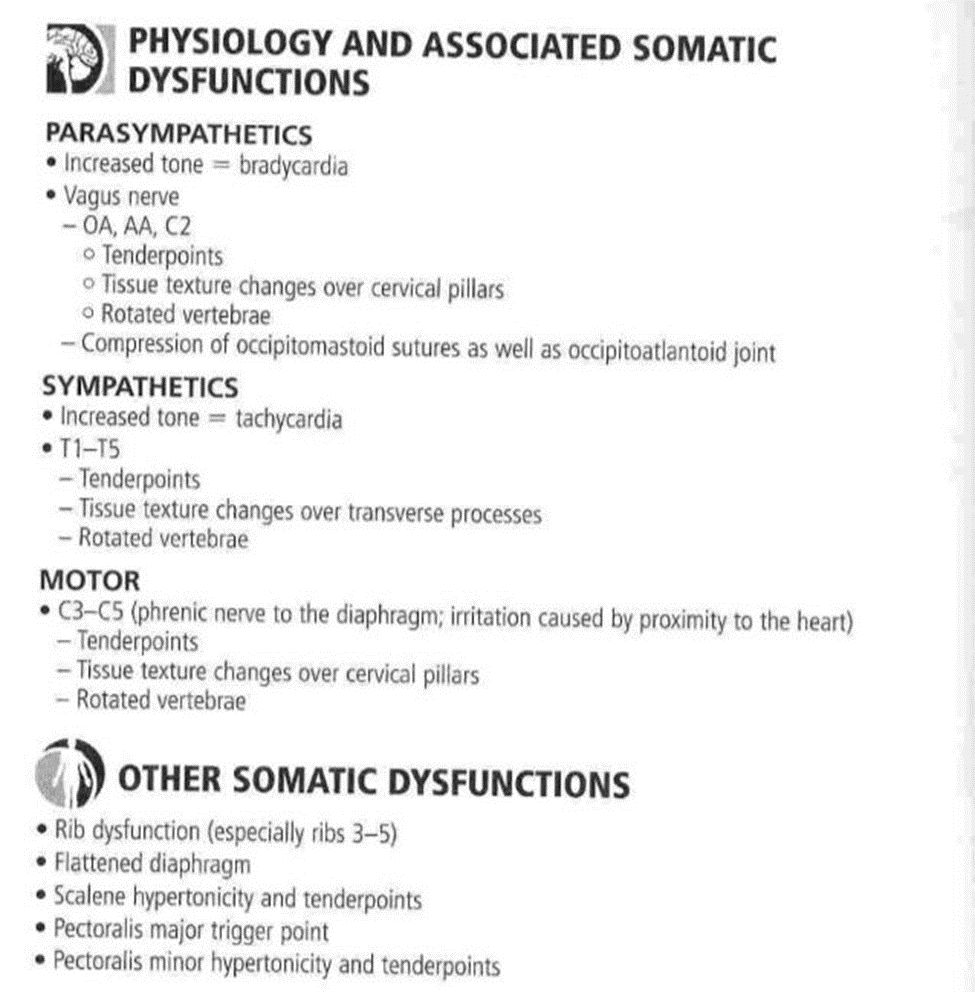 PHYSIOLOGY AND ASSOCIATED SOMATIC
DYSFUNCTIONS
PARASYMPATHETICS
• Increased tone = bradycardia
• Vagus nerve
– OA, AA, C2
○ Tenderpoints
○ Tissue texture changes over cervical pillars
○ Rotated vertebrae
– Compression of occipitomastoid sutures as well as occipitoatlantoid joint
SYMPATHETICS
• Increased tone = tachycardia
• T1–T5
– Tenderpoints
– Tissue texture changes over transverse processes
– Rotated vertebrae
MOTOR
• C3–C5 (phrenic nerve to the diaphragm; irritation caused by proximity to the heart)
– Tenderpoints
– Tissue texture changes over cervical pillars
– Rotated vertebrae
OTHER SOMATIC DYSFUNCTIONS
• Rib dysfunction (especially ribs 3–5)
• Flattened diaphragm
• Scalene hypertonicity and tenderpoints
• Pectoralis major trigger point
• Pectoralis minor hypertonicity and tenderpoints